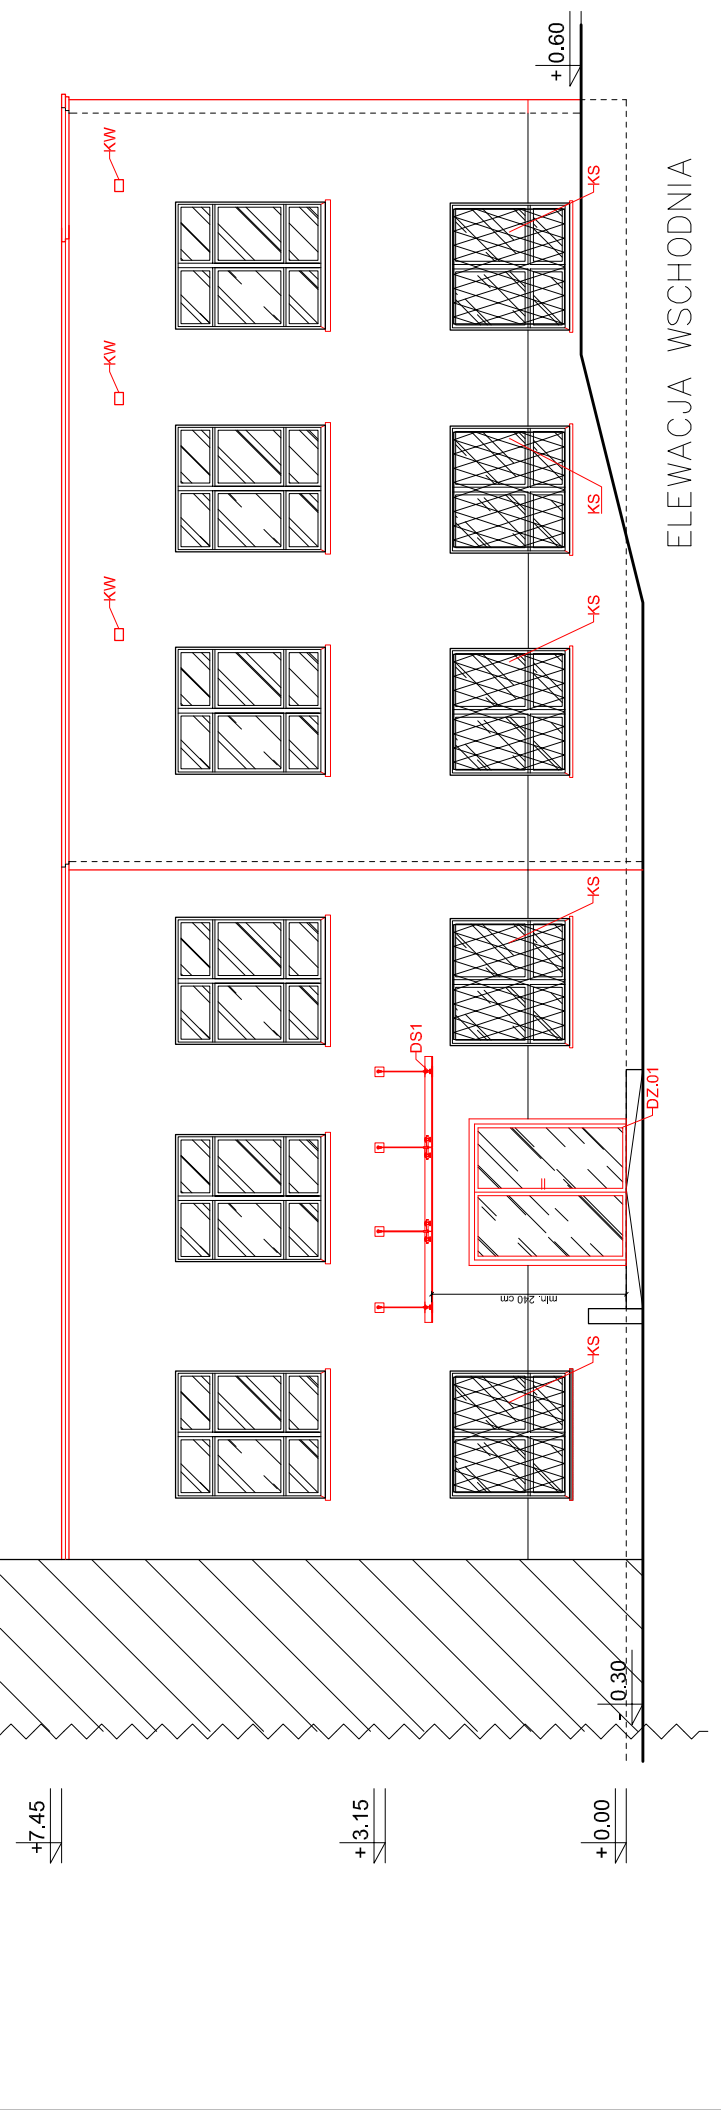 +7.45
+3.15
+0.00
-0.30
+0.60
KW
KW
KW
KS
DS1
min. 240 cm
DZ.01
KS
KS
KS
KS
ELEWACJA WSCHODNIA